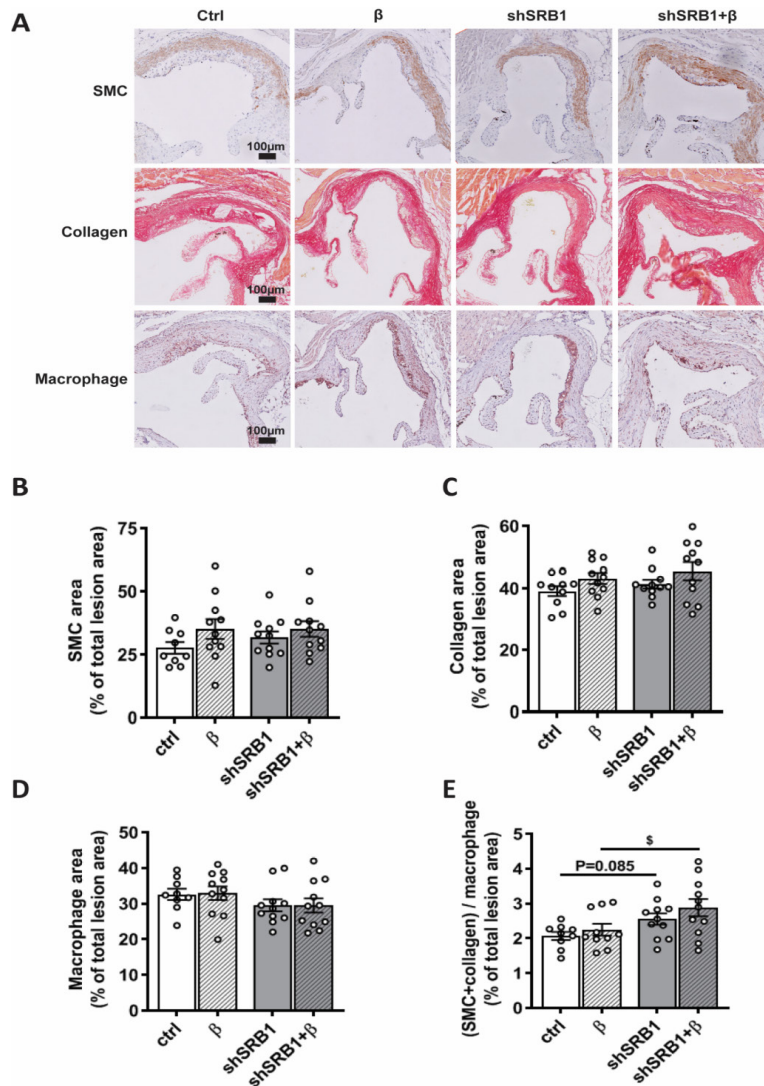 A
Ctrl
β
shSRB1
shSRB1+β
SMC
100μm
Collagen
100μm
Macrophage
100μm
B
SMC area
(% of total lesion area)
75
50
25
0
ctrl
β
shSRB1
shSRB1+β
C
Collagen area
(% of total lesion area)
60
40
20
0
ctrl
β
shSRB1
shSRB1+β
D
Macrophage area
(% of total lesion area)
50
40
30
20
10
0
ctrl
β
shSRB1
shSRB1+β
E
(SMC+collagen) / macrophage
(% of total lesion area)
5
4
3
2
1
0
$
P=0.085
ctrl
β
shSRB1
shSRB1+β